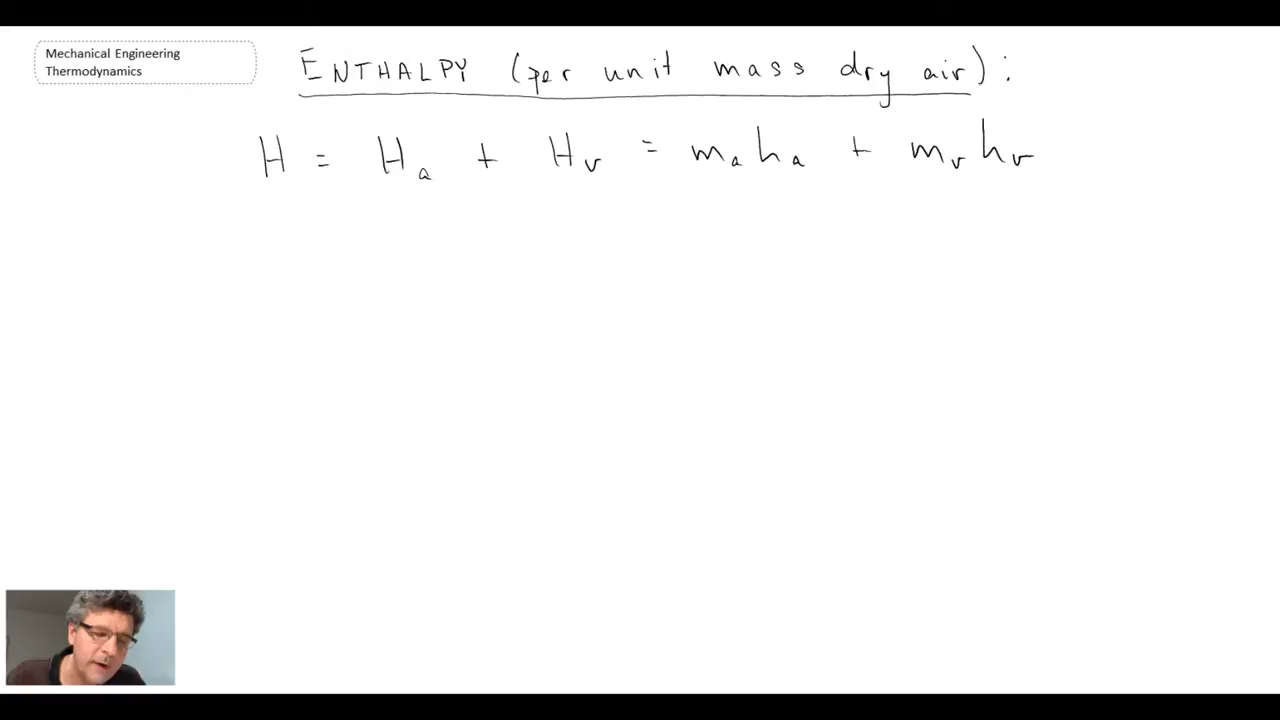 Mechanical Engineering
Thermodynamics
ENTHALPY (per unit mass dry air):
H = Ha + Hv = maha + mvhv